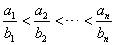 a₁/b₁ < a₂/b₂ < ⋯ < aₙ/bₙ